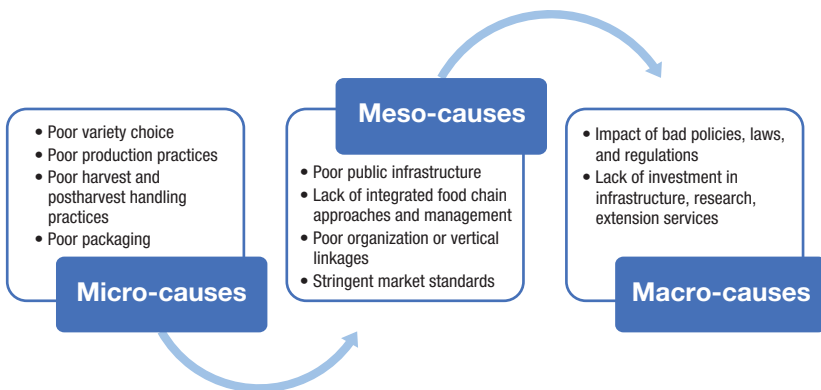 • Poor variety choice
• Poor production practices
• Poor harvest and
postharvest handling
practices
• Poor packaging
Micro-causes
Meso-causes
• Poor public infrastructure
• Lack of integrated food chain
approaches and management
• Poor organization or vertical
linkages
• Stringent market standards
• Impact of bad policies, laws,
and regulations
• Lack of investment in
infrastructure, research,
extension services
Macro-causes